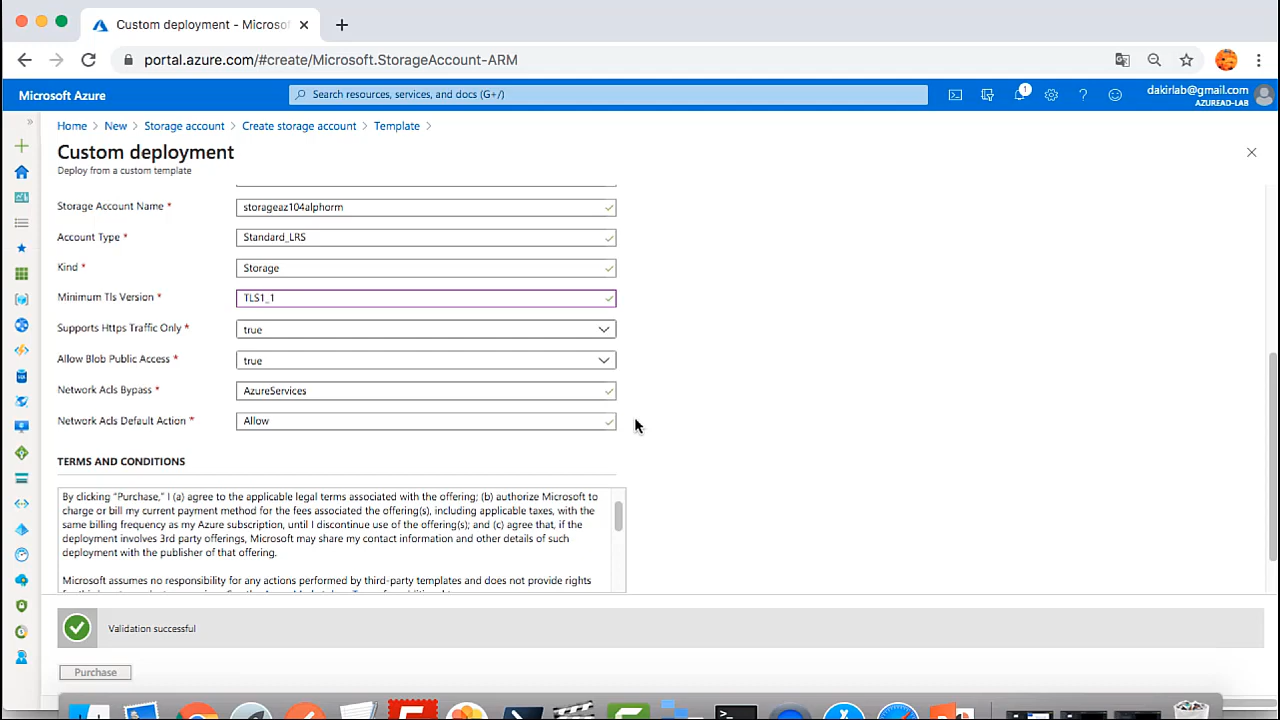 Custom deployment - Microso
portal.azure.com/#create/Microsoft.StorageAccount-ARM
Microsoft Azure
Search resources, services, and docs (G+/)
1
dakirlab@gmail.com
AZUREAD-LAB
Home > New > Storage account > Create storage account > Template >
Custom deployment
Deploy from a custom template
Storage Account Name * storageaz104alphorm
Account Type * Standard_LRS
Kind * Storage
Minimum Tls Version * TLS1_1
Supports Https Traffic Only * true
Allow Blob Public Access * true
Network Acls Bypass * AzureServices
Network Acls Default Action * Allow
TERMS AND CONDITIONS
By clicking "Purchase," I (a) agree to the applicable legal terms associated with the offering; (b) authorize Microsoft to
charge or bill my current payment method for the fees associated the offering(s), including applicable taxes, with the
same billing frequency as my Azure subscription, until I discontinue use of the offering(s); and (c) agree that, if the
deployment involves 3rd party offerings, Microsoft may share my contact information and other details of such
deployment with the publisher of that offering.
Microsoft assumes no responsibility for any actions performed by third-party templates and does not provide rights
Validation successful
Purchase